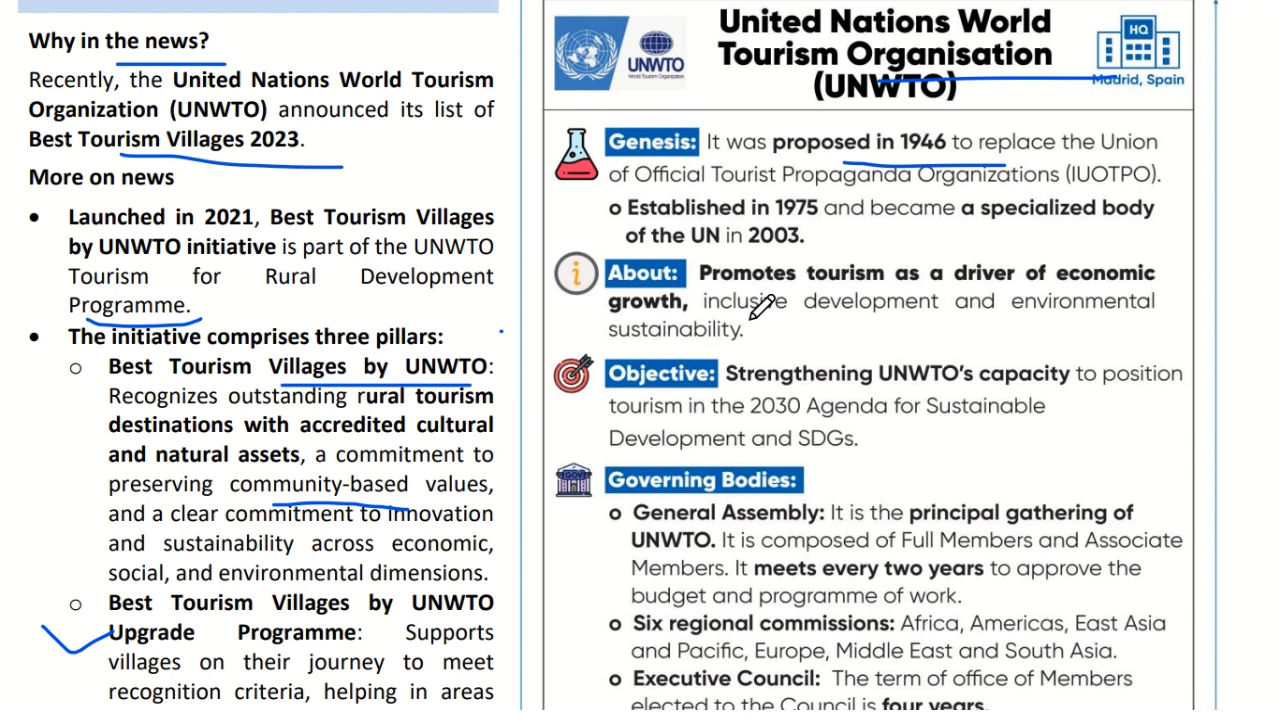 Why in the news?
Recently, the United Nations World Tourism
Organization (UNWTO) announced its list of
Best Tourism Villages 2023.
More on news
• Launched in 2021, Best Tourism Villages
by UNWTO initiative is part of the UNWTO
Tourism for Rural Development
Programme.
• The initiative comprises three pillars:
o Best Tourism Villages by UNWTO:
Recognizes outstanding rural tourism
destinations with accredited cultural
and natural assets, a commitment to
preserving community-based values,
and a clear commitment to innovation
and sustainability across economic,
social, and environmental dimensions.
o Best Tourism Villages by UNWTO
Upgrade Programme: Supports
villages on their journey to meet
recognition criteria, helping in areas
UNWTO
World Tourism Organization
United Nations World
Tourism Organisation
(UNWTO)
HQ
Madrid, Spain
Genesis: It was proposed in 1946 to replace the Union
of Official Tourist Propaganda Organizations (IUOTPO).
o Established in 1975 and became a specialized body
of the UN in 2003.
i
About: Promotes tourism as a driver of economic
growth, inclusive development and environmental
sustainability.
Objective: Strengthening UNWTO's capacity to position
tourism in the 2030 Agenda for Sustainable
Development and SDGs.
GOV
Governing Bodies:
o General Assembly: It is the principal gathering of
UNWTO. It is composed of Full Members and Associate
Members. It meets every two years to approve the
budget and programme of work.
o Six regional commissions: Africa, Americas, East Asia
and Pacific, Europe, Middle East and South Asia.
o Executive Council: The term of office of Members
elected to the Council is four years.